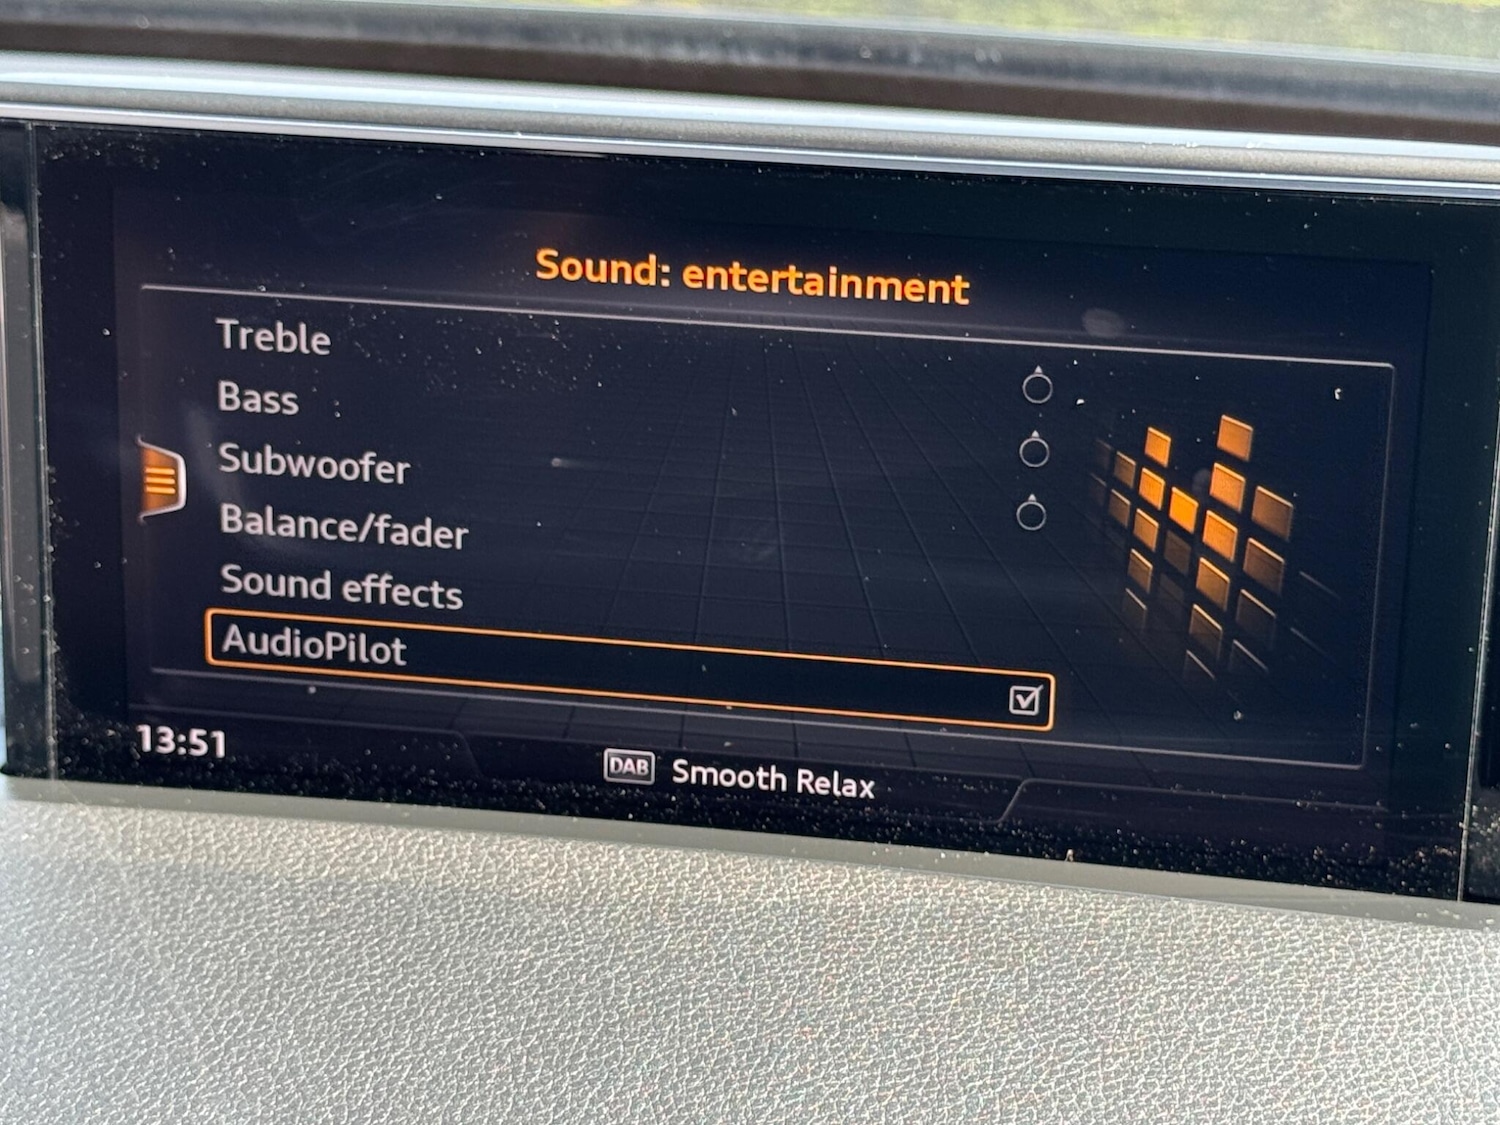 Sound: entertainment
Treble
Bass
Subwoofer
Balance/fader
Sound effects
AudioPilot
13:51
DAB Smooth Relax